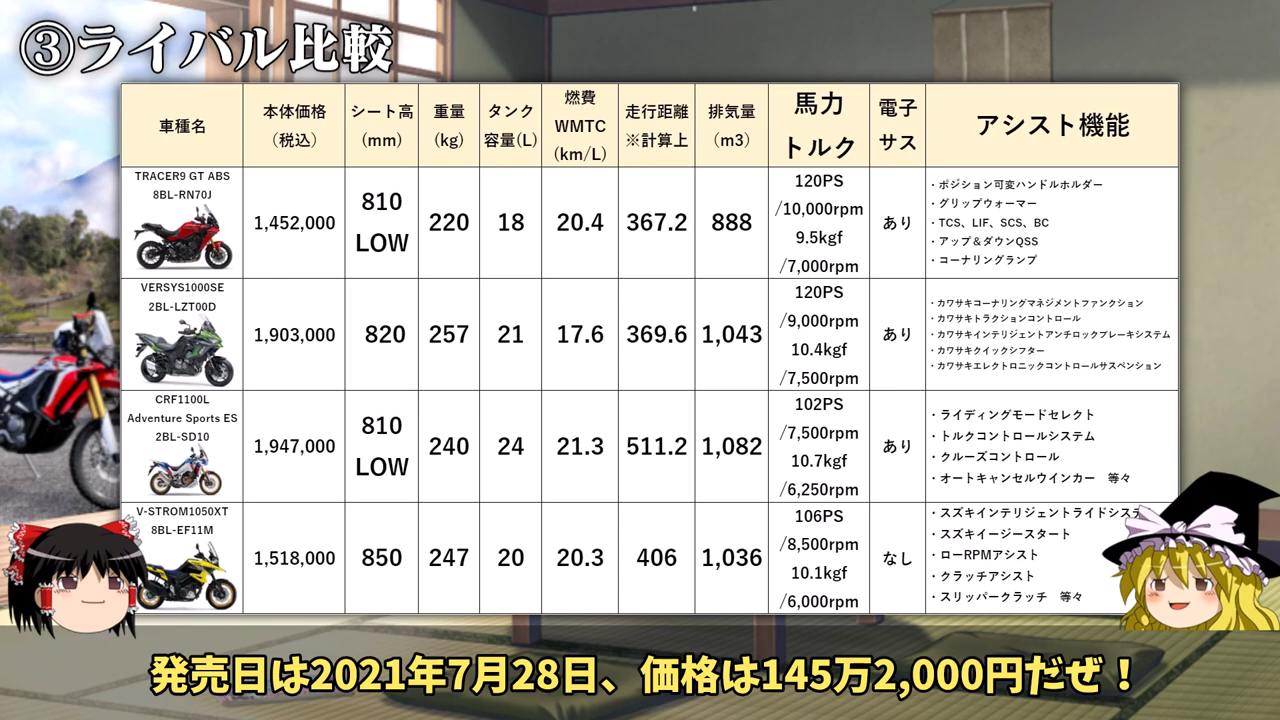 ③ライバル比較
車種名
本体価格
（税込）
シート高
(mm)
重量
(kg)
タンク
容量(L)
燃費
WMTC
(km/L)
走行距離
※計算上
排気量
（m3）
馬力
トルク
電子
サス
アシスト機能
TRACER9 GT ABS
8BL-RN70J
1,452,000
810
LOW
220
18
20.4
367.2
888
120PS
/10,000rpm
9.5kgf
/7,000rpm
あり
・ポジション可変ハンドルホルダー
・グリップウォーマー
・TCS、LIF、SCS、BC
・アップ＆ダウンQSS
・コーナリングランプ
VERSYS1000SE
2BL-LZT00D
1,903,000
820
257
21
17.6
369.6
1,043
120PS
/9,000rpm
10.4kgf
/7,500rpm
あり
・カワサキコーナリングマネジメントファンクション
・カワサキトラクションコントロール
・カワサキインテリジェントアンチロックブレーキシステム
・カワサキクイックシフター
・カワサキエレクトロニックコントロールサスペンション
CRF1100L
Adventure Sports ES
2BL-SD10
1,947,000
810
LOW
240
24
21.3
511.2
1,082
102PS
/7,500rpm
10.7kgf
/6,250rpm
あり
・ライディングモードセレクト
・トルクコントロールシステム
・クルーズコントロール
・オートキャンセルウインカー　等々
V-STROM1050XT
8BL-EF11M
1,518,000
850
247
20
20.3
406
1,036
106PS
/8,500rpm
10.1kgf
/6,000rpm
なし
・スズキインテリジェントライドシステ
・スズキイージースタート
・ローRPMアシスト
・クラッチアシスト
・スリッパークラッチ　等々
発売日は2021年7月28日、価格は145万2,000円だぜ！